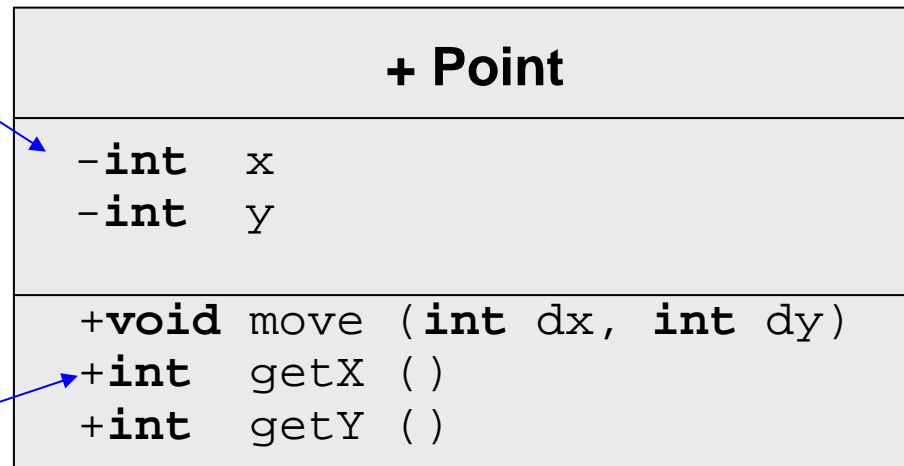 + Point
-int x
-int y
+void move (int dx, int dy)
+int getX ()
+int getY ()